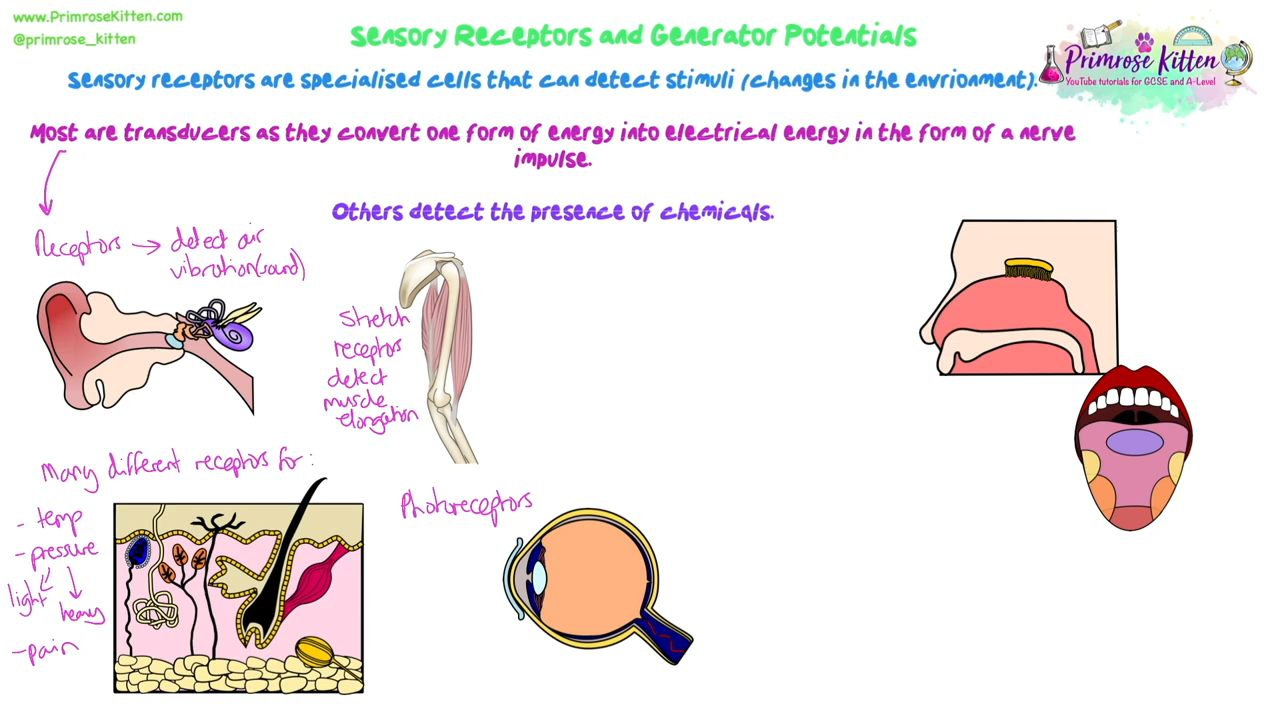 www.PrimroseKitten.com
@primrose_kitten
Sensory Receptors and Generator Potentials
Primrose Kitten
YouTube tutorials for GCSE and A-Level
Sensory receptors are specialised cells that can detect stimuli (changes in the envrionment).
Most are transducers as they convert one form of energy into electrical energy in the form of a nerve
impulse.
Others detect the presence of chemicals.
Receptors → detect air
vibration(sound)
Stretch
receptors
detect
muscle
elongation
Many different receptors for:
- temp
- pressure
light
heavy
- pain
Photoreceptors